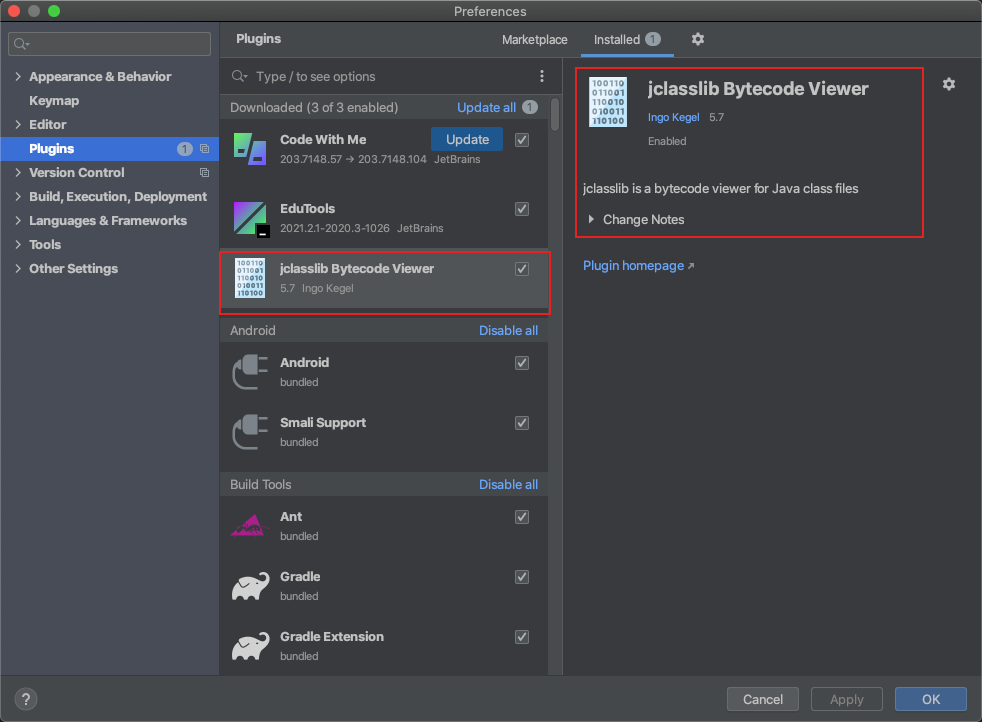 Preferences
Appearance & Behavior
Keymap
Editor
Plugins 1
Version Control
Build, Execution, Deployment
Languages & Frameworks
Tools
Other Settings
Plugins
Marketplace
Installed 1
Type / to see options
Downloaded (3 of 3 enabled) Update all 1
Code With Me Update
203.7148.57 → 203.7148.104 JetBrains
EduTools
2021.2.1-2020.3-1026 JetBrains
100110
011001
110010
010011
110100
jclasslib Bytecode Viewer
5.7 Ingo Kegel
Android Disable all
Android
bundled
Smali Support
bundled
Build Tools Disable all
Ant
bundled
Gradle
bundled
Gradle Extension
bundled
100110
011001
110010
010011
110100
jclasslib Bytecode Viewer
Ingo Kegel 5.7
Enabled
jclasslib is a bytecode viewer for Java class files
Change Notes
Plugin homepage ↗
?
Cancel
Apply
OK